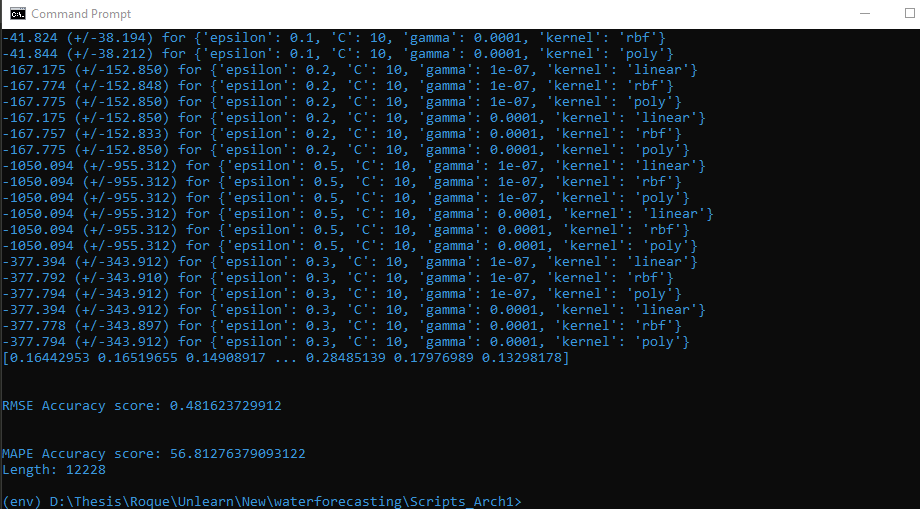 Command Prompt
-41.824 (+/-38.194) for {'epsilon': 0.1, 'C': 10, 'gamma': 0.0001, 'kernel': 'rbf'}
-41.844 (+/-38.212) for {'epsilon': 0.1, 'C': 10, 'gamma': 0.0001, 'kernel': 'poly'}
-167.175 (+/-152.850) for {'epsilon': 0.2, 'C': 10, 'gamma': 1e-07, 'kernel': 'linear'}
-167.774 (+/-152.848) for {'epsilon': 0.2, 'C': 10, 'gamma': 1e-07, 'kernel': 'rbf'}
-167.775 (+/-152.850) for {'epsilon': 0.2, 'C': 10, 'gamma': 1e-07, 'kernel': 'poly'}
-167.175 (+/-152.850) for {'epsilon': 0.2, 'C': 10, 'gamma': 0.0001, 'kernel': 'linear'}
-167.757 (+/-152.833) for {'epsilon': 0.2, 'C': 10, 'gamma': 0.0001, 'kernel': 'rbf'}
-167.775 (+/-152.850) for {'epsilon': 0.2, 'C': 10, 'gamma': 0.0001, 'kernel': 'poly'}
-1050.094 (+/-955.312) for {'epsilon': 0.5, 'C': 10, 'gamma': 1e-07, 'kernel': 'linear'}
-1050.094 (+/-955.312) for {'epsilon': 0.5, 'C': 10, 'gamma': 1e-07, 'kernel': 'rbf'}
-1050.094 (+/-955.312) for {'epsilon': 0.5, 'C': 10, 'gamma': 1e-07, 'kernel': 'poly'}
-1050.094 (+/-955.312) for {'epsilon': 0.5, 'C': 10, 'gamma': 0.0001, 'kernel': 'linear'}
-1050.094 (+/-955.312) for {'epsilon': 0.5, 'C': 10, 'gamma': 0.0001, 'kernel': 'rbf'}
-1050.094 (+/-955.312) for {'epsilon': 0.5, 'C': 10, 'gamma': 0.0001, 'kernel': 'poly'}
-377.394 (+/-343.912) for {'epsilon': 0.3, 'C': 10, 'gamma': 1e-07, 'kernel': 'linear'}
-377.792 (+/-343.910) for {'epsilon': 0.3, 'C': 10, 'gamma': 1e-07, 'kernel': 'rbf'}
-377.794 (+/-343.912) for {'epsilon': 0.3, 'C': 10, 'gamma': 1e-07, 'kernel': 'poly'}
-377.394 (+/-343.912) for {'epsilon': 0.3, 'C': 10, 'gamma': 0.0001, 'kernel': 'linear'}
-377.778 (+/-343.897) for {'epsilon': 0.3, 'C': 10, 'gamma': 0.0001, 'kernel': 'rbf'}
-377.794 (+/-343.912) for {'epsilon': 0.3, 'C': 10, 'gamma': 0.0001, 'kernel': 'poly'}
[0.16442953 0.16519655 0.14908917 ... 0.28485139 0.17976989 0.13298178]
RMSE Accuracy score: 0.481623729912
MAPE Accuracy score: 56.81276379093122
Length: 12228
(env) D:\Thesis\Roque\Unlearn\New\waterforecasting\Scripts_Arch1>